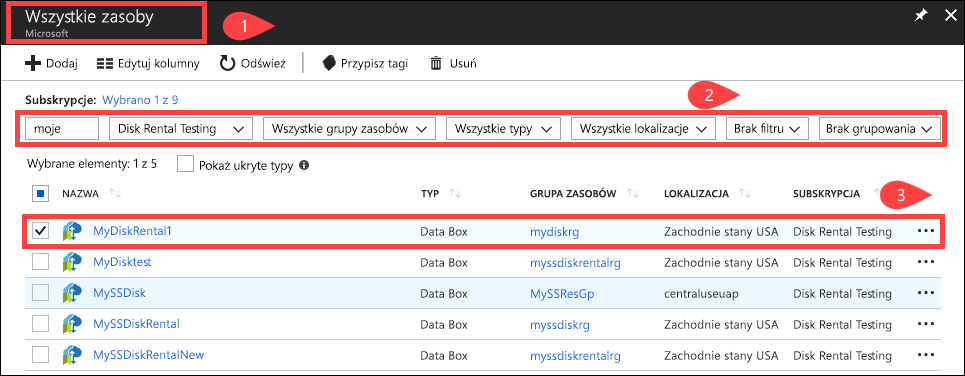 Wszystkie zasoby
Microsoft
1
Dodaj Edytuj kolumny Odśwież Przypisz tagi Usuń
Subskrypcje: Wybrano 1 z 9
2
moje Disk Rental Testing Wszystkie grupy zasobów Wszystkie typy Wszystkie lokalizacje Brak filtru Brak grupowania
Wybrane elementy: 1 z 5 Pokaż ukryte typy
NAZWA TYP GRUPA ZASOBÓW LOKALIZACJA SUBSKRYPCJA 3
MyDiskRental1 Data Box mydiskrg Zachodnie stany USA Disk Rental Testing
MyDisktest Data Box myssdiskrentalrg Zachodnie stany USA Disk Rental Testing
MySSDisk Data Box MySSResGp centraluseuap Disk Rental Testing
MySSDiskRental Data Box myssdiskrg Zachodnie stany USA Disk Rental Testing
MySSDiskRentalNew Data Box myssdiskrentalrg Zachodnie stany USA Disk Rental Testing